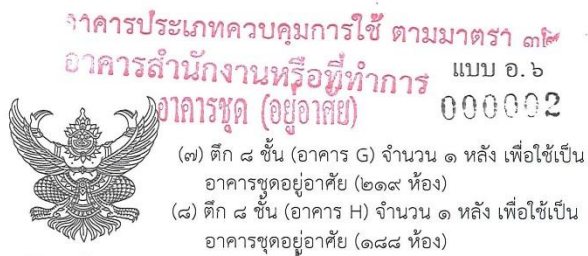 อาคารประเภทควบคุมการใช้ ตามมาตรา ๓๒
อาคารสำนักงานหรือที่ทำการ
แบบ อ.๖
อาคารชุด (อยู่อาศัย)
000002
(๗) ตึก ๘ ชั้น (อาคาร G) จำนวน ๑ หลัง เพื่อใช้เป็น
อาคารชุดอยู่อาศัย (๒๑๙ ห้อง)
(๘) ตึก ๘ ชั้น (อาคาร H) จำนวน ๑ หลัง เพื่อใช้เป็น
อาคารชุดอยู่อาศัย (๑๘๘ ห้อง)